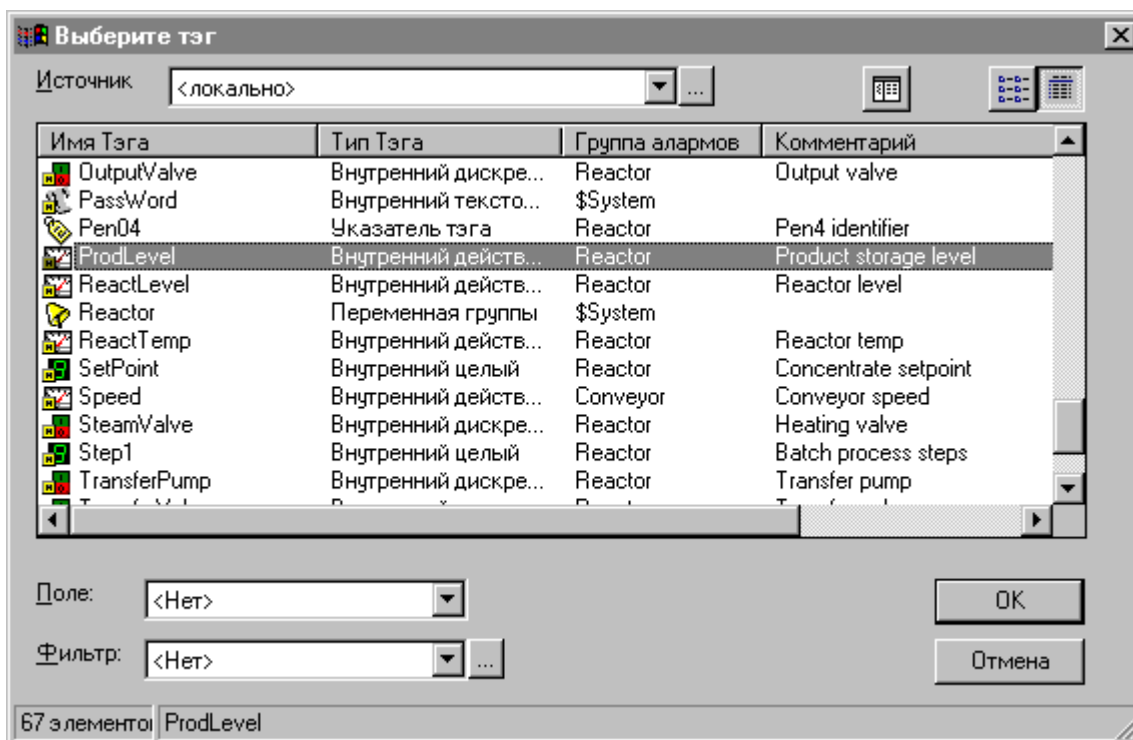 Выберите тэг
Источник <локально> ...
Имя Тэга Тип Тэга Группа алармов Комментарий
OutputValve Внутренний дискре... Reactor Output valve
PassWord Внутренний тексто... $System
Pen04 Указатель тэга Reactor Pen4 identifier
ProdLevel Внутренний действ... Reactor Product storage level
ReactLevel Внутренний действ... Reactor Reactor level
Reactor Переменная группы $System
ReactTemp Внутренний действ... Reactor Reactor temp
SetPoint Внутренний целый Reactor Concentrate setpoint
Speed Внутренний действ... Conveyor Conveyor speed
SteamValve Внутренний дискре... Reactor Heating valve
Step1 Внутренний целый Reactor Batch process steps
TransferPump Внутренний дискре... Reactor Transfer pump
Поле: <Нет> OK
Фильтр: <Нет> ... Отмена
67 элементо ProdLevel